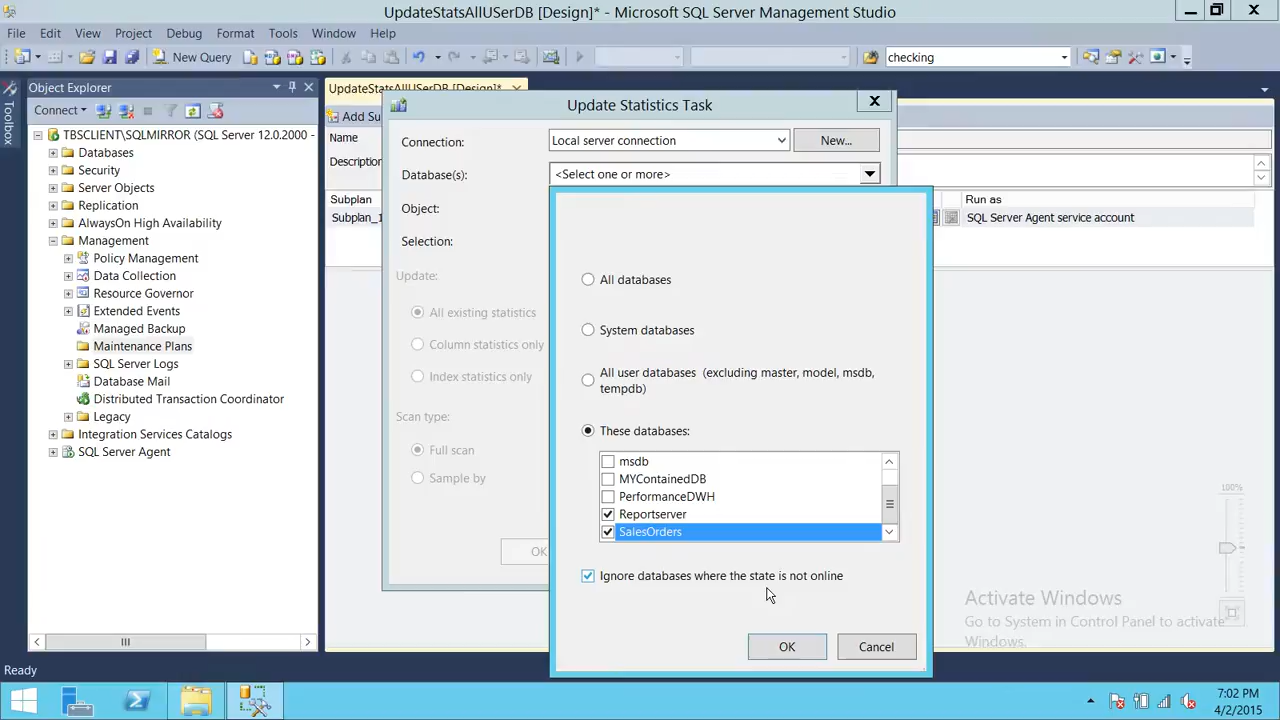 UpdateStatsAllUSerDB [Design]* - Microsoft SQL Server Management Studio
File Edit View Project Debug Format Tools Window Help
New Query
checking
Toolbox
Object Explorer
Connect
TBSCLIENT\SQLMIRROR (SQL Server 12.0.2000 -
Databases
Security
Server Objects
Replication
AlwaysOn High Availability
Management
Policy Management
Data Collection
Resource Governor
Extended Events
Managed Backup
Maintenance Plans
SQL Server Logs
Database Mail
Distributed Transaction Coordinator
Legacy
Integration Services Catalogs
SQL Server Agent
UpdateStatsAllUSerDB [Design]*
Add Su
Name
Description
Subplan
Subplan_1
Run as
SQL Server Agent service account
Update Statistics Task
Connection:
Local server connection
New...
Database(s):
<Select one or more>
Object:
Selection:
Update:
All existing statistics
Column statistics only
Index statistics only
Scan type:
Full scan
Sample by
OK
All databases
System databases
All user databases (excluding master, model, msdb,
tempdb)
These databases:
msdb
MYContainedDB
PerformanceDWH
Reportserver
SalesOrders
Ignore databases where the state is not online
OK
Cancel
100%
Activate Windows
Go to System in Control Panel to activate
Windows.
Ready
7:02 PM
4/2/2015